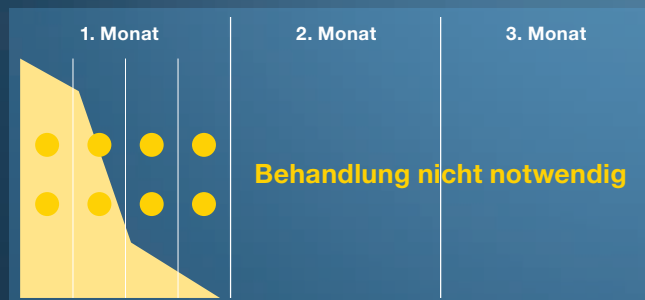 1. Monat
2. Monat
3. Monat
Behandlung nicht notwendig